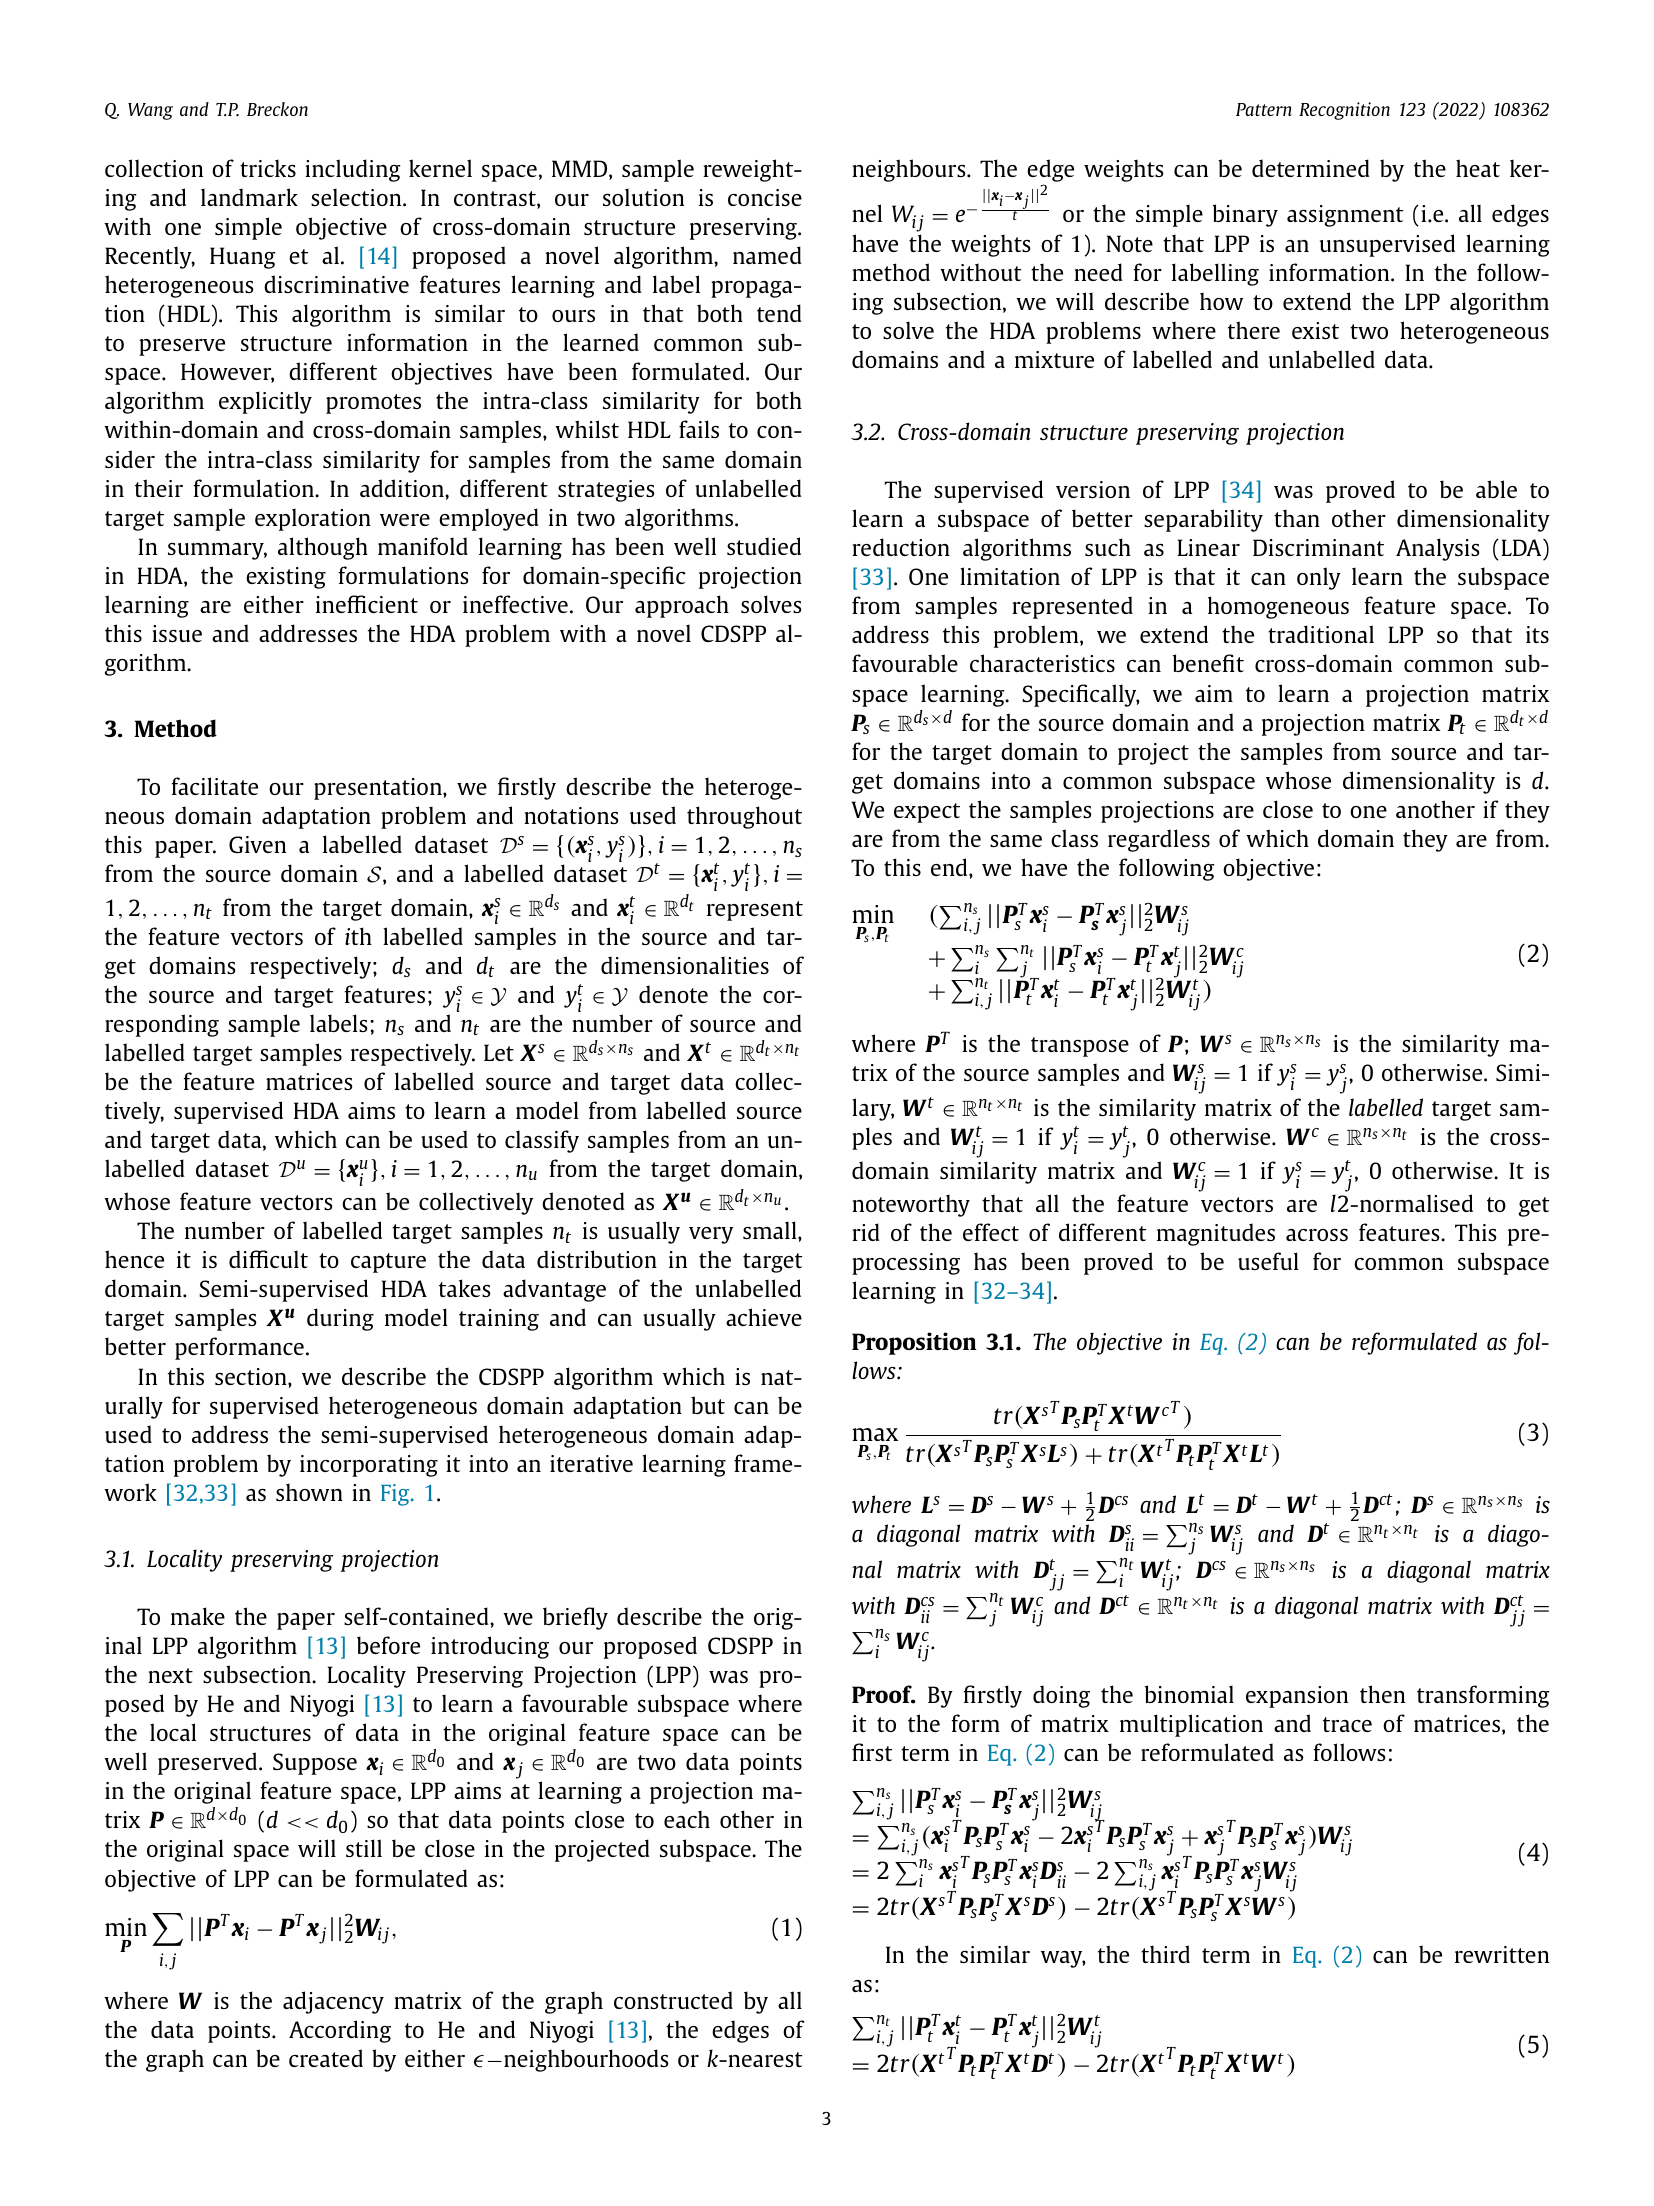 Q. Wang and T.P. Breckon
Pattern Recognition 123 (2022) 108362
collection of tricks including kernel space, MMD, sample reweight-
ing and landmark selection. In contrast, our solution is concise
with one simple objective of cross-domain structure preserving.
Recently, Huang et al. [14] proposed a novel algorithm, named
heterogeneous discriminative features learning and label propaga-
tion (HDL). This algorithm is similar to ours in that both tend
to preserve structure information in the learned common sub-
space. However, different objectives have been formulated. Our
algorithm explicitly promotes the intra-class similarity for both
within-domain and cross-domain samples, whilst HDL fails to con-
sider the intra-class similarity for samples from the same domain
in their formulation. In addition, different strategies of unlabelled
target sample exploration were employed in two algorithms.
In summary, although manifold learning has been well studied
in HDA, the existing formulations for domain-specific projection
learning are either inefficient or ineffective. Our approach solves
this issue and addresses the HDA problem with a novel CDSPP al-
gorithm.
3. Method
To facilitate our presentation, we firstly describe the heteroge-
neous domain adaptation problem and notations used throughout
this paper. Given a labelled dataset $\mathcal{D}^s = \{(\boldsymbol{x}_i^s, y_i^s)\}, i = 1, 2, \ldots, n_s$
from the source domain $\mathcal{S}$, and a labelled dataset $\mathcal{D}^t = \{\boldsymbol{x}_i^t, y_i^t\}, i =$
$1, 2, \ldots, n_t$ from the target domain, $\boldsymbol{x}_i^s \in \mathbb{R}^{d_s}$ and $\boldsymbol{x}_i^t \in \mathbb{R}^{d_t}$ represent
the feature vectors of $i$th labelled samples in the source and tar-
get domains respectively; $d_s$ and $d_t$ are the dimensionalities of
the source and target features; $y_i^s \in \mathcal{Y}$ and $y_i^t \in \mathcal{Y}$ denote the cor-
responding sample labels; $n_s$ and $n_t$ are the number of source and
labelled target samples respectively. Let $\boldsymbol{X}^s \in \mathbb{R}^{d_s \times n_s}$ and $\boldsymbol{X}^t \in \mathbb{R}^{d_t \times n_t}$
be the feature matrices of labelled source and target data collec-
tively, supervised HDA aims to learn a model from labelled source
and target data, which can be used to classify samples from an un-
labelled dataset $\mathcal{D}^u = \{\boldsymbol{x}_i^u\}, i = 1, 2, \ldots, n_u$ from the target domain,
whose feature vectors can be collectively denoted as $\boldsymbol{X}^u \in \mathbb{R}^{d_t \times n_u}$.
The number of labelled target samples $n_t$ is usually very small,
hence it is difficult to capture the data distribution in the target
domain. Semi-supervised HDA takes advantage of the unlabelled
target samples $\boldsymbol{X}^u$ during model training and can usually achieve
better performance.
In this section, we describe the CDSPP algorithm which is nat-
urally for supervised heterogeneous domain adaptation but can be
used to address the semi-supervised heterogeneous domain adap-
tation problem by incorporating it into an iterative learning frame-
work [32,33] as shown in Fig. 1.
3.1. Locality preserving projection
To make the paper self-contained, we briefly describe the orig-
inal LPP algorithm [13] before introducing our proposed CDSPP in
the next subsection. Locality Preserving Projection (LPP) was pro-
posed by He and Niyogi [13] to learn a favourable subspace where
the local structures of data in the original feature space can be
well preserved. Suppose $\boldsymbol{x}_i \in \mathbb{R}^{d_0}$ and $\boldsymbol{x}_j \in \mathbb{R}^{d_0}$ are two data points
in the original feature space, LPP aims at learning a projection ma-
trix $\boldsymbol{P} \in \mathbb{R}^{d \times d_0}$ ($d << d_0$) so that data points close to each other in
the original space will still be close in the projected subspace. The
objective of LPP can be formulated as:
$\min_{\boldsymbol{P}} \sum_{i,j} ||\boldsymbol{P}^T \boldsymbol{x}_i - \boldsymbol{P}^T \boldsymbol{x}_j||_2^2 \boldsymbol{W}_{ij},$ (1)
where $\boldsymbol{W}$ is the adjacency matrix of the graph constructed by all
the data points. According to He and Niyogi [13], the edges of
the graph can be created by either $\epsilon-$neighbourhoods or $k$-nearest
neighbours. The edge weights can be determined by the heat ker-
nel $W_{ij} = e^{-\frac{||\boldsymbol{x}_i - \boldsymbol{x}_j||^2}{t}}$ or the simple binary assignment (i.e. all edges
have the weights of 1). Note that LPP is an unsupervised learning
method without the need for labelling information. In the follow-
ing subsection, we will describe how to extend the LPP algorithm
to solve the HDA problems where there exist two heterogeneous
domains and a mixture of labelled and unlabelled data.
3.2. Cross-domain structure preserving projection
The supervised version of LPP [34] was proved to be able to
learn a subspace of better separability than other dimensionality
reduction algorithms such as Linear Discriminant Analysis (LDA)
[33]. One limitation of LPP is that it can only learn the subspace
from samples represented in a homogeneous feature space. To
address this problem, we extend the traditional LPP so that its
favourable characteristics can benefit cross-domain common sub-
space learning. Specifically, we aim to learn a projection matrix
$\boldsymbol{P}_s \in \mathbb{R}^{d_s \times d}$ for the source domain and a projection matrix $\boldsymbol{P}_t \in \mathbb{R}^{d_t \times d}$
for the target domain to project the samples from source and tar-
get domains into a common subspace whose dimensionality is $d$.
We expect the samples projections are close to one another if they
are from the same class regardless of which domain they are from.
To this end, we have the following objective:
$\min_{\boldsymbol{P}_s, \boldsymbol{P}_t} (\sum_{i,j}^{n_s} ||\boldsymbol{P}_s^T \boldsymbol{x}_i^s - \boldsymbol{P}_s^T \boldsymbol{x}_j^s||_2^2 \boldsymbol{W}_{ij}^s$
$+ \sum_i^{n_s} \sum_j^{n_t} ||\boldsymbol{P}_s^T \boldsymbol{x}_i^s - \boldsymbol{P}_t^T \boldsymbol{x}_j^t||_2^2 \boldsymbol{W}_{ij}^c$ (2)
$+ \sum_{i,j}^{n_t} ||\boldsymbol{P}_t^T \boldsymbol{x}_i^t - \boldsymbol{P}_t^T \boldsymbol{x}_j^t||_2^2 \boldsymbol{W}_{ij}^t)$
where $\boldsymbol{P}^T$ is the transpose of $\boldsymbol{P}$; $\boldsymbol{W}^s \in \mathbb{R}^{n_s \times n_s}$ is the similarity ma-
trix of the source samples and $\boldsymbol{W}_{ij}^s = 1$ if $y_i^s = y_j^s$, 0 otherwise. Simi-
lary, $\boldsymbol{W}^t \in \mathbb{R}^{n_t \times n_t}$ is the similarity matrix of the labelled target sam-
ples and $\boldsymbol{W}_{ij}^t = 1$ if $y_i^t = y_j^t$, 0 otherwise. $\boldsymbol{W}^c \in \mathbb{R}^{n_s \times n_t}$ is the cross-
domain similarity matrix and $\boldsymbol{W}_{ij}^c = 1$ if $y_i^s = y_j^t$, 0 otherwise. It is
noteworthy that all the feature vectors are $l2$-normalised to get
rid of the effect of different magnitudes across features. This pre-
processing has been proved to be useful for common subspace
learning in [32–34].
Proposition 3.1. The objective in Eq. (2) can be reformulated as fol-
lows:
$\max_{\boldsymbol{P}_s, \boldsymbol{P}_t} \frac{tr(\boldsymbol{X}^{sT} \boldsymbol{P}_s \boldsymbol{P}_t^T \boldsymbol{X}^t \boldsymbol{W}^{cT})}{tr(\boldsymbol{X}^{sT} \boldsymbol{P}_s \boldsymbol{P}_s^T \boldsymbol{X}^s \boldsymbol{L}^s) + tr(\boldsymbol{X}^{tT} \boldsymbol{P}_t \boldsymbol{P}_t^T \boldsymbol{X}^t \boldsymbol{L}^t)}$ (3)
where $\boldsymbol{L}^s = \boldsymbol{D}^s - \boldsymbol{W}^s + \frac{1}{2}\boldsymbol{D}^{cs}$ and $\boldsymbol{L}^t = \boldsymbol{D}^t - \boldsymbol{W}^t + \frac{1}{2}\boldsymbol{D}^{ct}$; $\boldsymbol{D}^s \in \mathbb{R}^{n_s \times n_s}$ is
a diagonal matrix with $\boldsymbol{D}_{ii}^s = \sum_j^{n_s} \boldsymbol{W}_{ij}^s$ and $\boldsymbol{D}^t \in \mathbb{R}^{n_t \times n_t}$ is a diago-
nal matrix with $\boldsymbol{D}_{jj}^t = \sum_i^{n_t} \boldsymbol{W}_{ij}^t$; $\boldsymbol{D}^{cs} \in \mathbb{R}^{n_s \times n_s}$ is a diagonal matrix
with $\boldsymbol{D}_{ii}^{cs} = \sum_j^{n_t} \boldsymbol{W}_{ij}^c$ and $\boldsymbol{D}^{ct} \in \mathbb{R}^{n_t \times n_t}$ is a diagonal matrix with $\boldsymbol{D}_{jj}^{ct} =$
$\sum_i^{n_s} \boldsymbol{W}_{ij}^c$.
Proof. By firstly doing the binomial expansion then transforming
it to the form of matrix multiplication and trace of matrices, the
first term in Eq. (2) can be reformulated as follows:
$\sum_{i,j}^{n_s} ||\boldsymbol{P}_s^T \boldsymbol{x}_i^s - \boldsymbol{P}_s^T \boldsymbol{x}_j^s||_2^2 \boldsymbol{W}_{ij}^s$
$= \sum_{i,j}^{n_s} (\boldsymbol{x}_i^{sT} \boldsymbol{P}_s \boldsymbol{P}_s^T \boldsymbol{x}_i^s - 2\boldsymbol{x}_i^{sT} \boldsymbol{P}_s \boldsymbol{P}_s^T \boldsymbol{x}_j^s + \boldsymbol{x}_j^{sT} \boldsymbol{P}_s \boldsymbol{P}_s^T \boldsymbol{x}_j^s) \boldsymbol{W}_{ij}^s$
$= 2 \sum_i^{n_s} \boldsymbol{x}_i^{sT} \boldsymbol{P}_s \boldsymbol{P}_s^T \boldsymbol{x}_i^s \boldsymbol{D}_{ii}^s - 2 \sum_{i,j}^{n_s} \boldsymbol{x}_i^{sT} \boldsymbol{P}_s \boldsymbol{P}_s^T \boldsymbol{x}_j^s \boldsymbol{W}_{ij}^s$ (4)
$= 2tr(\boldsymbol{X}^{sT} \boldsymbol{P}_s \boldsymbol{P}_s^T \boldsymbol{X}^s \boldsymbol{D}^s) - 2tr(\boldsymbol{X}^{sT} \boldsymbol{P}_s \boldsymbol{P}_s^T \boldsymbol{X}^s \boldsymbol{W}^s)$
In the similar way, the third term in Eq. (2) can be rewritten
as:
$\sum_{i,j}^{n_t} ||\boldsymbol{P}_t^T \boldsymbol{x}_i^t - \boldsymbol{P}_t^T \boldsymbol{x}_j^t||_2^2 \boldsymbol{W}_{ij}^t$
$= 2tr(\boldsymbol{X}^{tT} \boldsymbol{P}_t \boldsymbol{P}_t^T \boldsymbol{X}^t \boldsymbol{D}^t) - 2tr(\boldsymbol{X}^{tT} \boldsymbol{P}_t \boldsymbol{P}_t^T \boldsymbol{X}^t \boldsymbol{W}^t)$ (5)
3